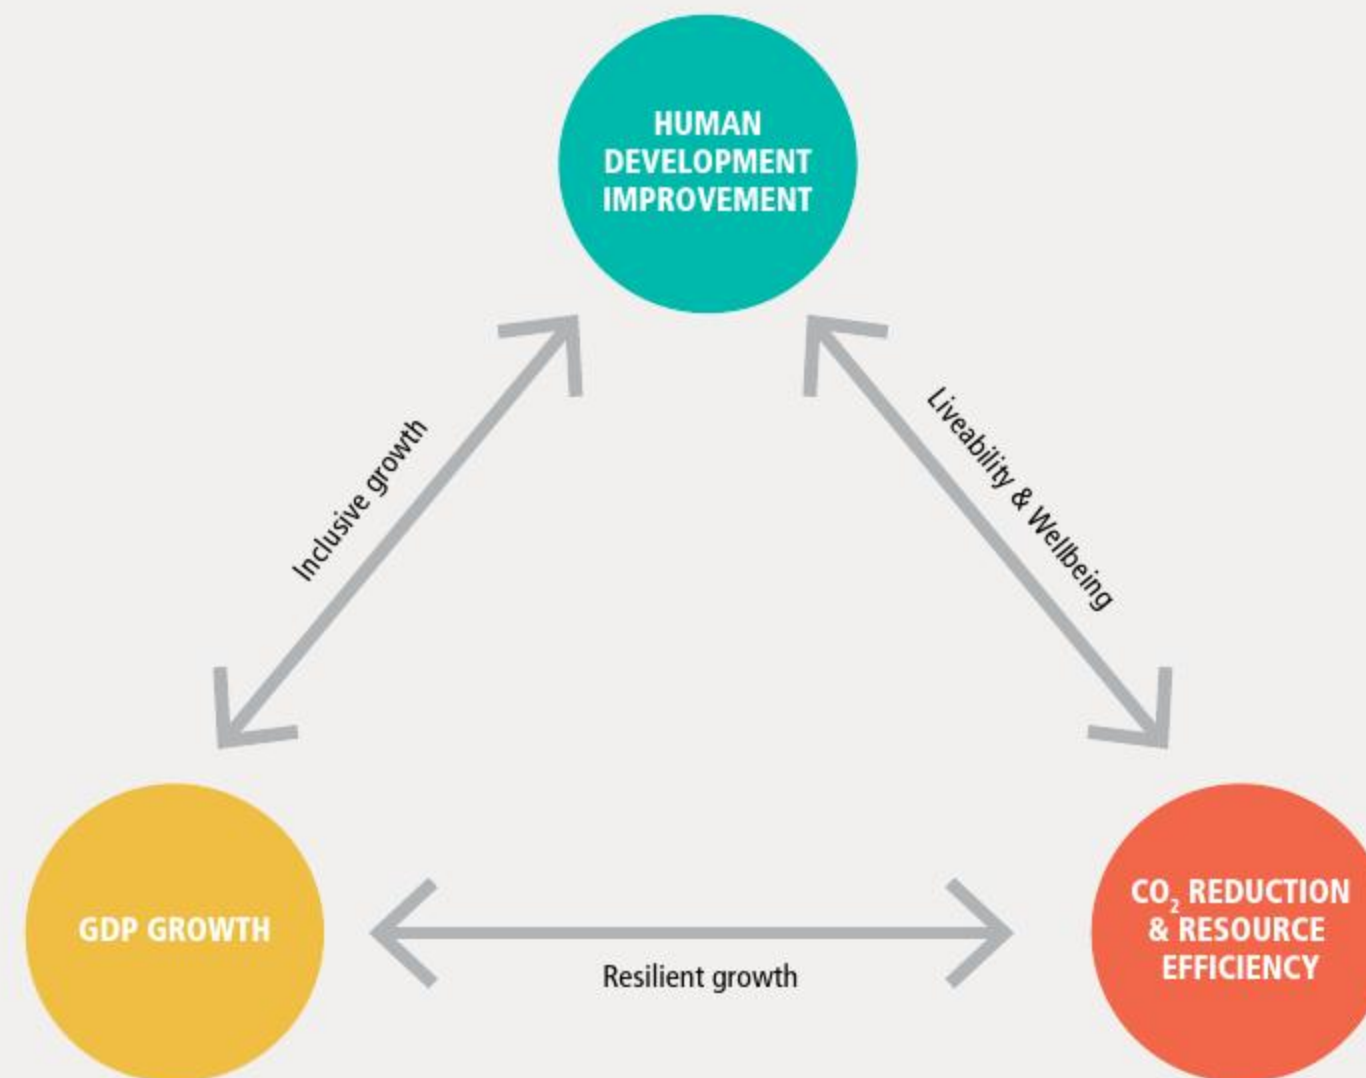 HUMAN
DEVELOPMENT
IMPROVEMENT
Inclusive growth
Liveability & Wellbeing
GDP GROWTH
Resilient growth
CO₂ REDUCTION
& RESOURCE
EFFICIENCY